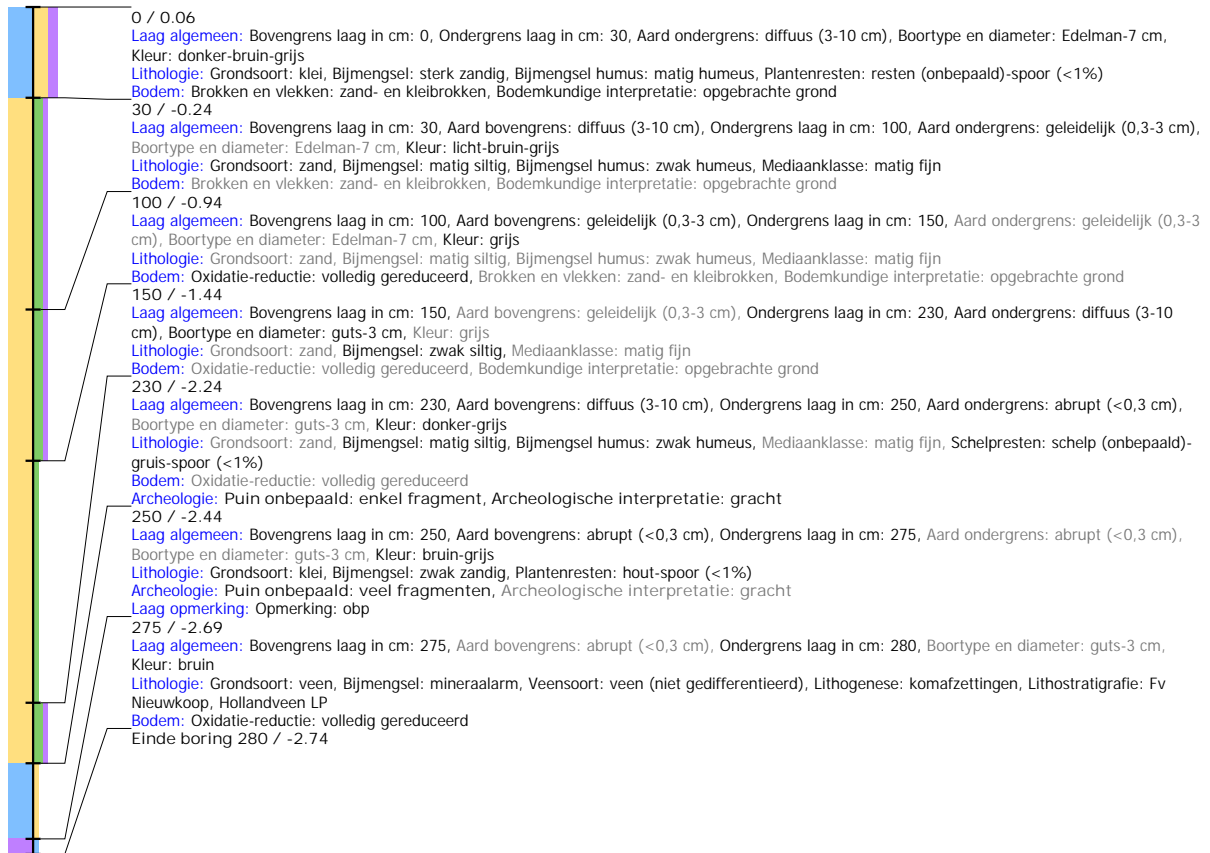 0 / 0.06
Laag algemeen: Bovengrens laag in cm: 0, Ondergrens laag in cm: 30, Aard ondergrens: diffuus (3-10 cm), Boortype en diameter: Edelman-7 cm,
Kleur: donker-bruin-grijs
Lithologie: Grondsoort: klei, Bijmengsel: sterk zandig, Bijmengsel humus: matig humeus, Plantenresten: resten (onbepaald)-spoor (<1%)
Bodem: Brokken en vlekken: zand- en kleibrokken, Bodemkundige interpretatie: opgebrachte grond
30 / -0.24
Laag algemeen: Bovengrens laag in cm: 30, Aard bovengrens: diffuus (3-10 cm), Ondergrens laag in cm: 100, Aard ondergrens: geleidelijk (0,3-3 cm),
Boortype en diameter: Edelman-7 cm, Kleur: licht-bruin-grijs
Lithologie: Grondsoort: zand, Bijmengsel: matig siltig, Bijmengsel humus: zwak humeus, Mediaanklasse: matig fijn
Bodem: Brokken en vlekken: zand- en kleibrokken, Bodemkundige interpretatie: opgebrachte grond
100 / -0.94
Laag algemeen: Bovengrens laag in cm: 100, Aard bovengrens: geleidelijk (0,3-3 cm), Ondergrens laag in cm: 150, Aard ondergrens: geleidelijk (0,3-3
cm), Boortype en diameter: Edelman-7 cm, Kleur: grijs
Lithologie: Grondsoort: zand, Bijmengsel: matig siltig, Bijmengsel humus: zwak humeus, Mediaanklasse: matig fijn
Bodem: Oxidatie-reductie: volledig gereduceerd, Brokken en vlekken: zand- en kleibrokken, Bodemkundige interpretatie: opgebrachte grond
150 / -1.44
Laag algemeen: Bovengrens laag in cm: 150, Aard bovengrens: geleidelijk (0,3-3 cm), Ondergrens laag in cm: 230, Aard ondergrens: diffuus (3-10
cm), Boortype en diameter: guts-3 cm, Kleur: grijs
Lithologie: Grondsoort: zand, Bijmengsel: zwak siltig, Mediaanklasse: matig fijn
Bodem: Oxidatie-reductie: volledig gereduceerd, Bodemkundige interpretatie: opgebrachte grond
230 / -2.24
Laag algemeen: Bovengrens laag in cm: 230, Aard bovengrens: diffuus (3-10 cm), Ondergrens laag in cm: 250, Aard ondergrens: abrupt (<0,3 cm),
Boortype en diameter: guts-3 cm, Kleur: donker-grijs
Lithologie: Grondsoort: zand, Bijmengsel: matig siltig, Bijmengsel humus: zwak humeus, Mediaanklasse: matig fijn, Schelpresten: schelp (onbepaald)-
gruis-spoor (<1%)
Bodem: Oxidatie-reductie: volledig gereduceerd
Archeologie: Puin onbepaald: enkel fragment, Archeologische interpretatie: gracht
250 / -2.44
Laag algemeen: Bovengrens laag in cm: 250, Aard bovengrens: abrupt (<0,3 cm), Ondergrens laag in cm: 275, Aard ondergrens: abrupt (<0,3 cm),
Boortype en diameter: guts-3 cm, Kleur: bruin-grijs
Lithologie: Grondsoort: klei, Bijmengsel: zwak zandig, Plantenresten: hout-spoor (<1%)
Archeologie: Puin onbepaald: veel fragmenten, Archeologische interpretatie: gracht
Laag opmerking: Opmerking: obp
275 / -2.69
Laag algemeen: Bovengrens laag in cm: 275, Aard bovengrens: abrupt (<0,3 cm), Ondergrens laag in cm: 280, Boortype en diameter: guts-3 cm,
Kleur: bruin
Lithologie: Grondsoort: veen, Bijmengsel: mineraalarm, Veensoort: veen (niet gedifferentieerd), Lithogenese: komafzettingen, Lithostratigrafie: Fv
Nieuwkoop, Hollandveen LP
Bodem: Oxidatie-reductie: volledig gereduceerd
Einde boring 280 / -2.74